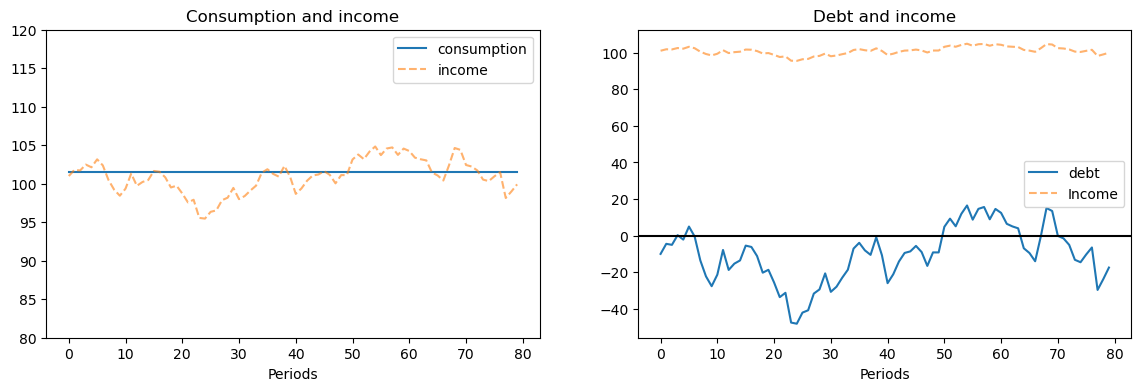 Consumption and income
120
115
110
105
100
95
90
85
80
0 10 20 30 40 50 60 70 80
Periods
consumption
income
Debt and income
100
80
60
40
20
0
−20
−40
0 10 20 30 40 50 60 70 80
Periods
debt
Income